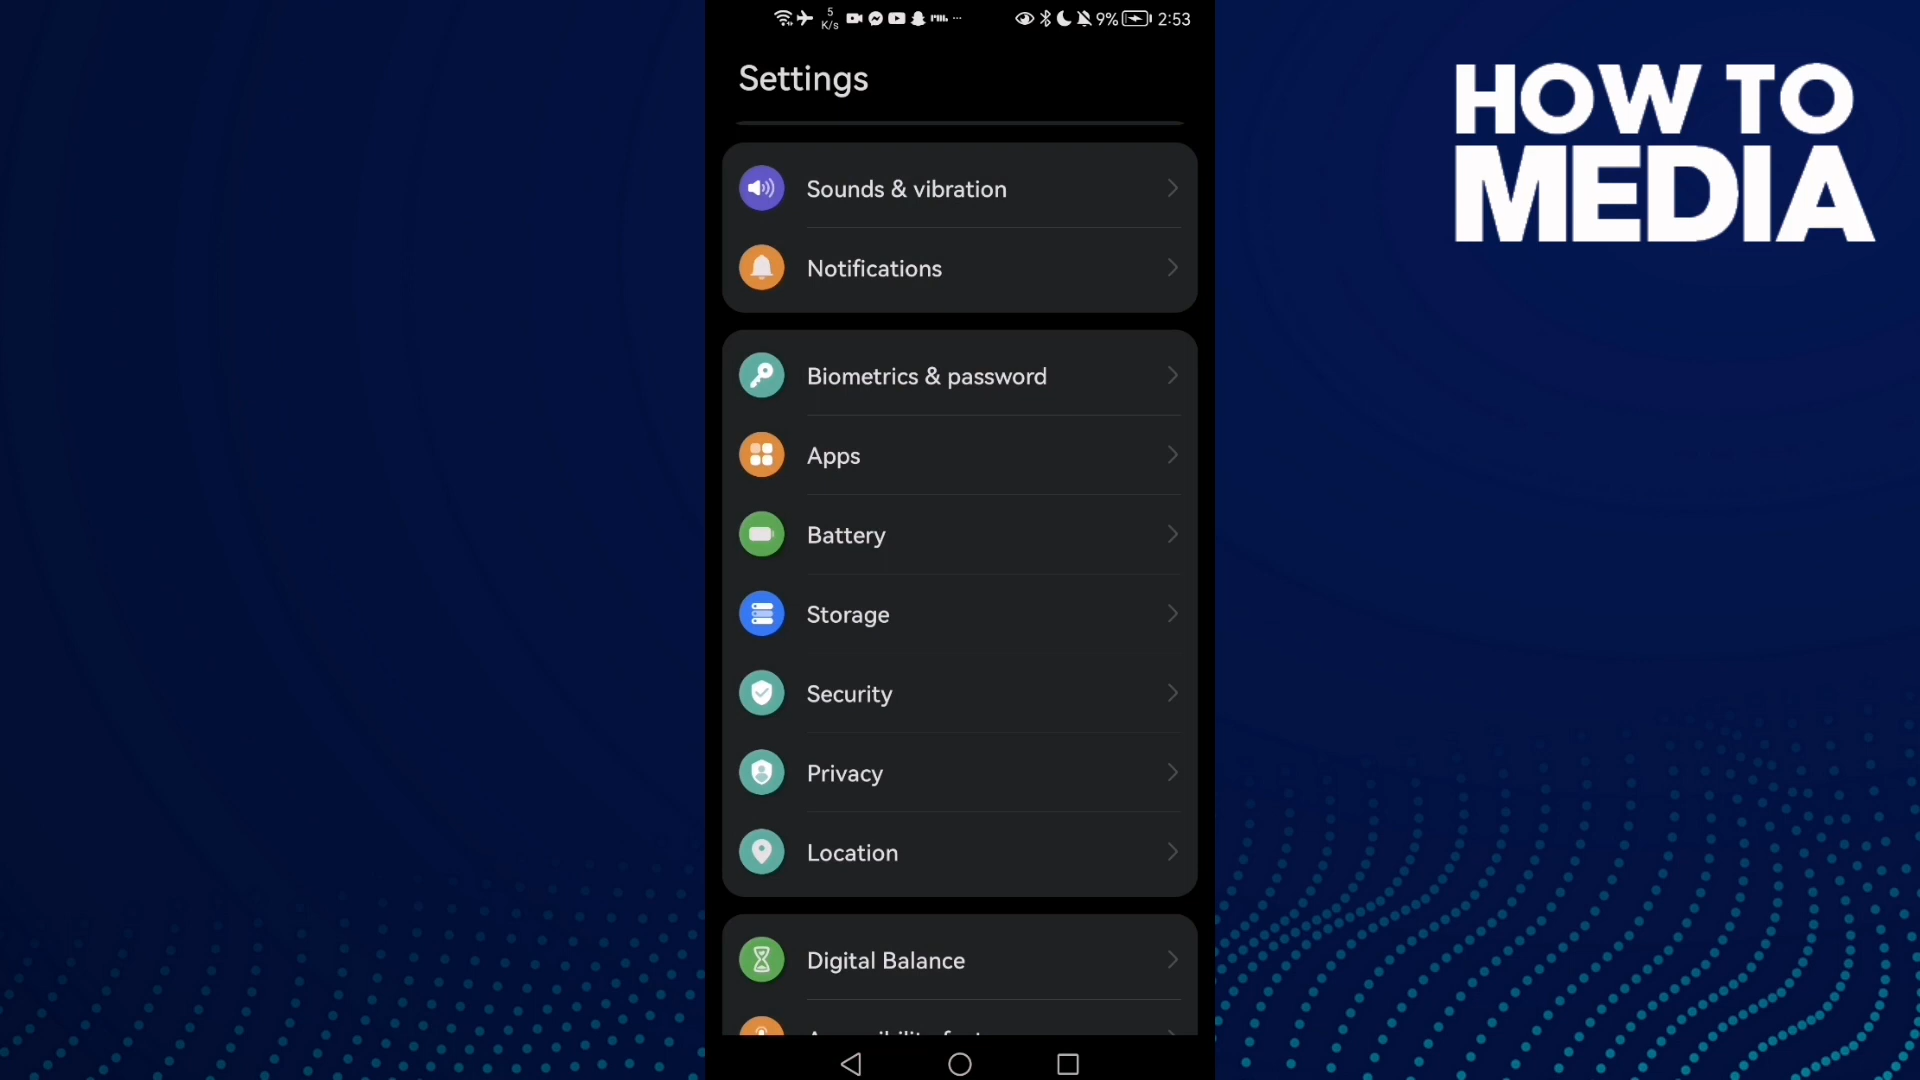 5
K/s
9%
2:53
Settings
HOW TO
MEDIA
Sounds & vibration
Notifications
Biometrics & password
Apps
Battery
Storage
Security
Privacy
Location
Digital Balance